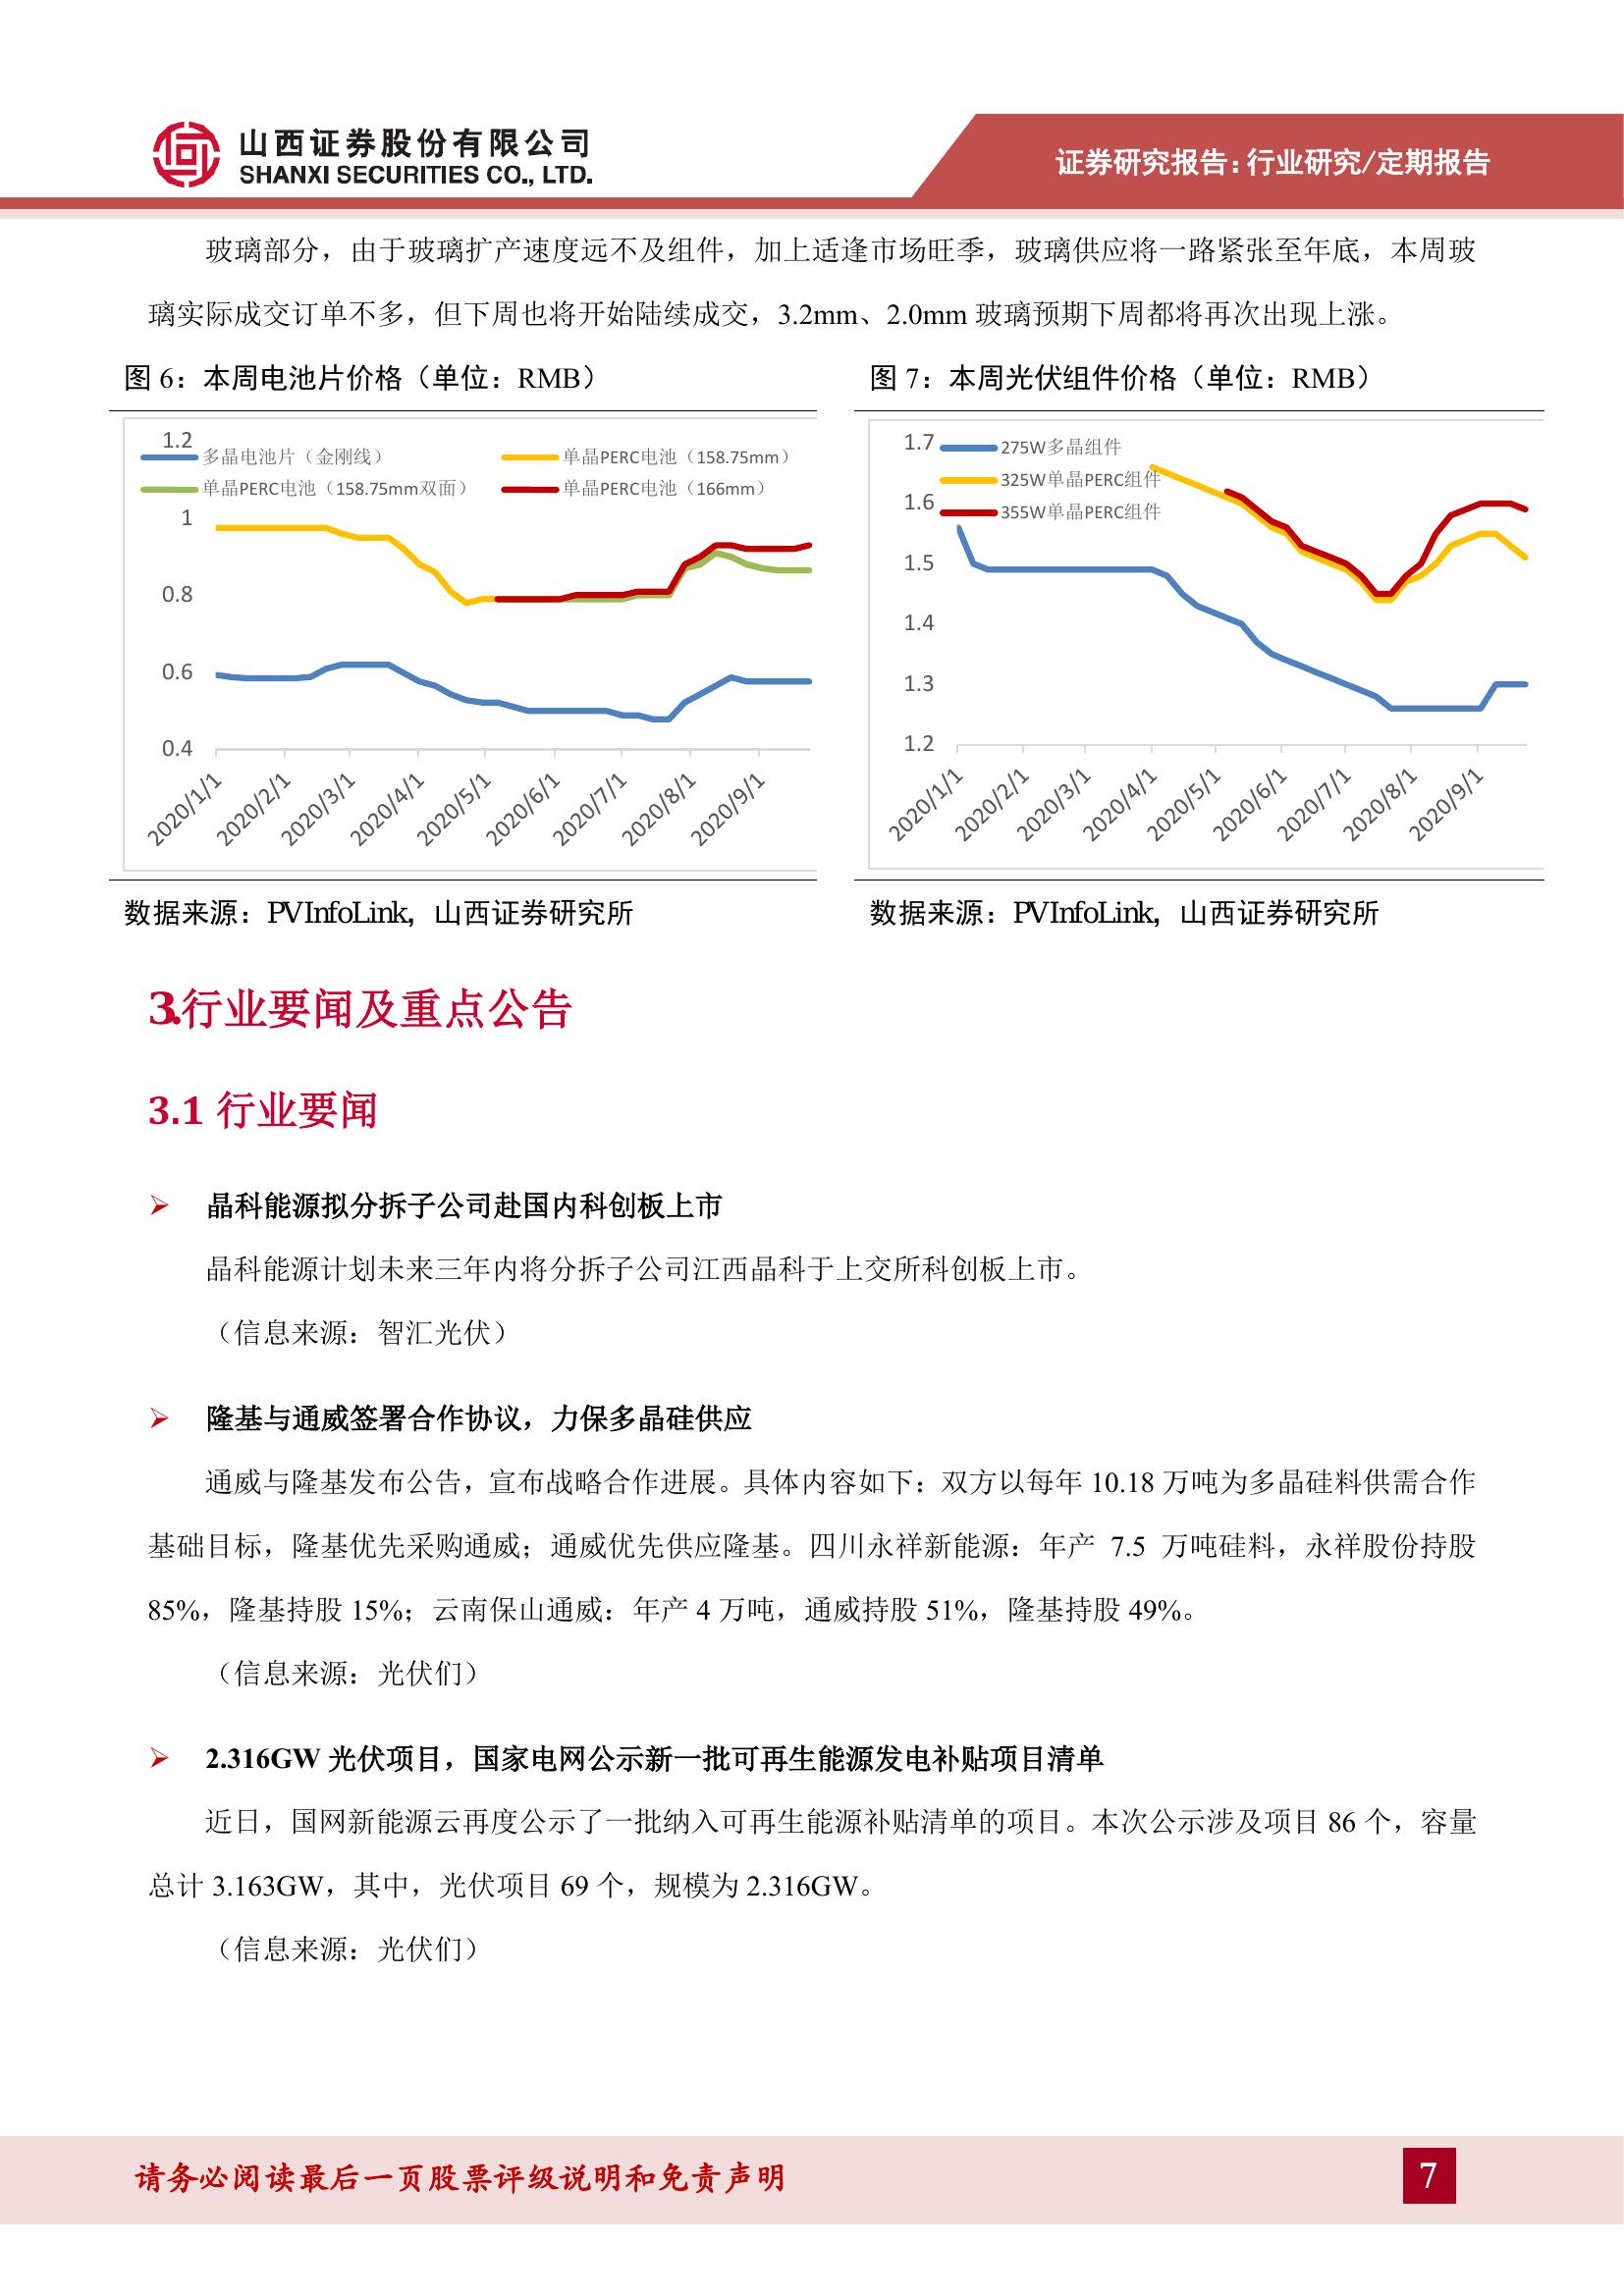 山西证券股份有限公司
SHANXI SECURITIES CO., LTD.
证券研究报告：行业研究/定期报告
玻璃部分，由于玻璃扩产速度远不及组件，加上适逢市场旺季，玻璃供应将一路紧张至年底，本周玻
璃实际成交订单不多，但下周也将开始陆续成交，3.2mm、2.0mm 玻璃预期下周都将再次出现上涨。
图 6：本周电池片价格（单位：RMB）
1.2
多晶电池片（金刚线）
单晶PERC电池（158.75mm）
单晶PERC电池（158.75mm双面）
单晶PERC电池（166mm）
1
0.8
0.6
0.4
2020/1/1
2020/2/1
2020/3/1
2020/4/1
2020/5/1
2020/6/1
2020/7/1
2020/8/1
2020/9/1
数据来源：PVInfoLink，山西证券研究所
图 7：本周光伏组件价格（单位：RMB）
1.7
275W多晶组件
325W单晶PERC组件
355W单晶PERC组件
1.6
1.5
1.4
1.3
1.2
2020/1/1
2020/2/1
2020/3/1
2020/4/1
2020/5/1
2020/6/1
2020/7/1
2020/8/1
2020/9/1
数据来源：PVInfoLink，山西证券研究所
3.行业要闻及重点公告
3.1 行业要闻
晶科能源拟分拆子公司赴国内科创板上市
晶科能源计划未来三年内将分拆子公司江西晶科于上交所科创板上市。
（信息来源：智汇光伏）
隆基与通威签署合作协议，力保多晶硅供应
通威与隆基发布公告，宣布战略合作进展。具体内容如下：双方以每年 10.18 万吨为多晶硅料供需合作
基础目标，隆基优先采购通威；通威优先供应隆基。四川永祥新能源：年产 7.5 万吨硅料，永祥股份持股
85%，隆基持股 15%；云南保山通威：年产 4 万吨，通威持股 51%，隆基持股 49%。
（信息来源：光伏们）
2.316GW 光伏项目，国家电网公示新一批可再生能源发电补贴项目清单
近日，国网新能源云再度公示了一批纳入可再生能源补贴清单的项目。本次公示涉及项目 86 个，容量
总计 3.163GW，其中，光伏项目 69 个，规模为 2.316GW。
（信息来源：光伏们）
请务必阅读最后一页股票评级说明和免责声明
7